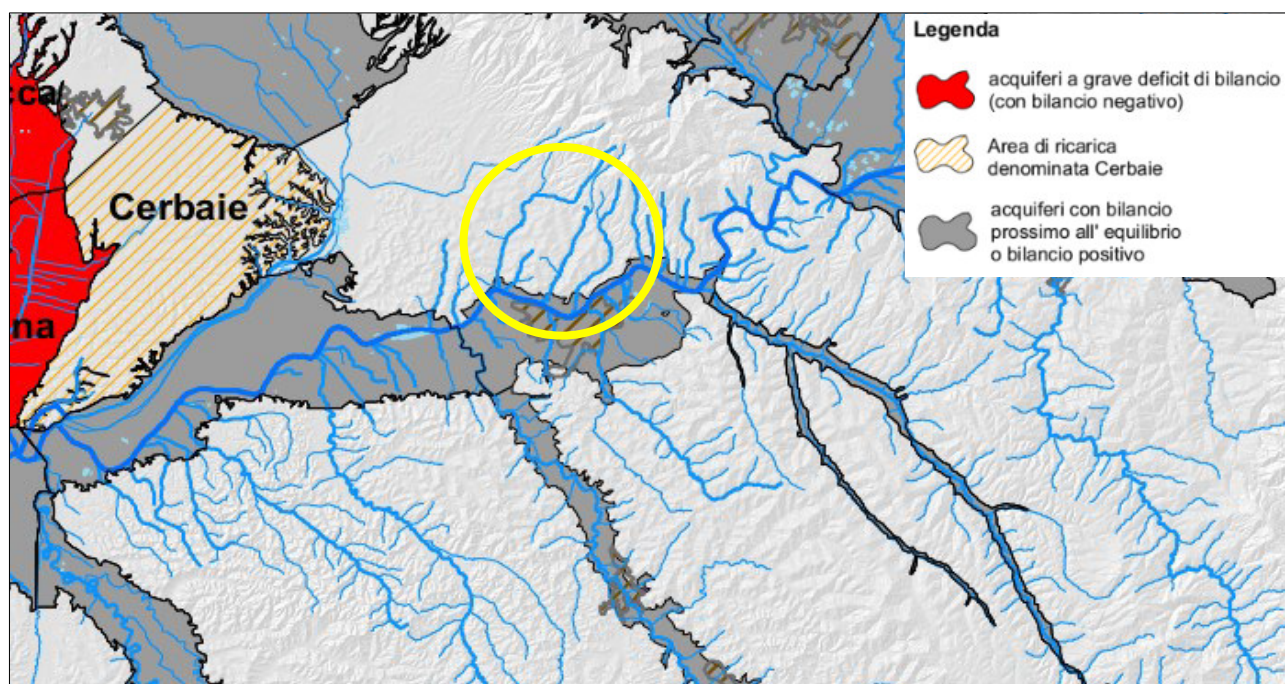 Legenda
acquiferi a grave deficit di bilancio
(con bilancio negativo)
Area di ricarica
denominata Cerbaie
acquiferi con bilancio
prossimo all' equilibrio
o bilancio positivo
cca
Cerbaie
na